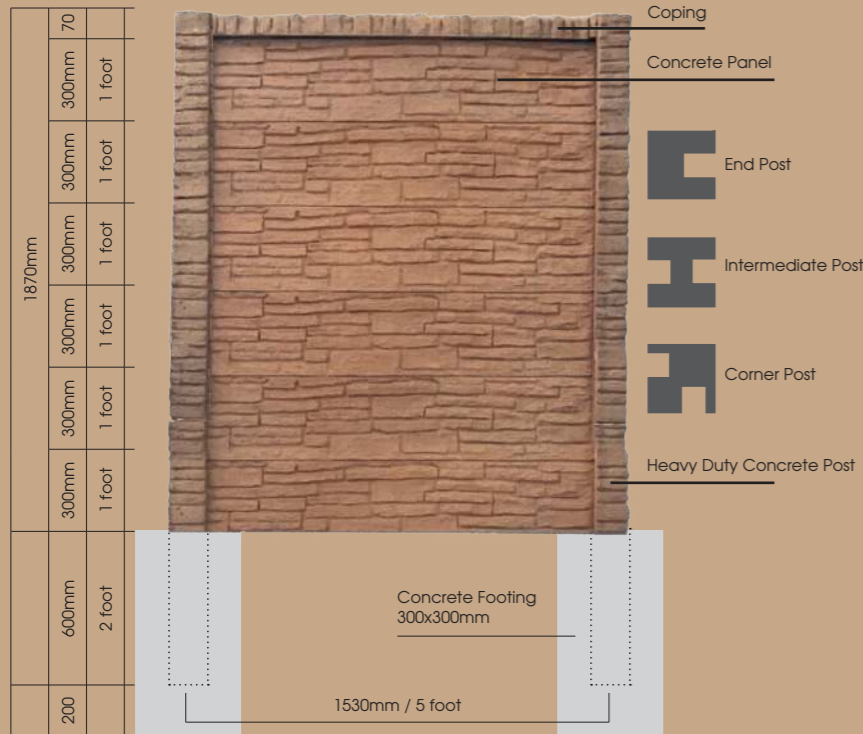 1870mm
70
300mm
1 foot
300mm
1 foot
300mm
1 foot
300mm
1 foot
300mm
1 foot
300mm
1 foot
600mm
2 foot
200
Coping
Concrete Panel
End Post
Intermediate Post
Corner Post
Heavy Duty Concrete Post
Concrete Footing
300x300mm
1530mm / 5 foot